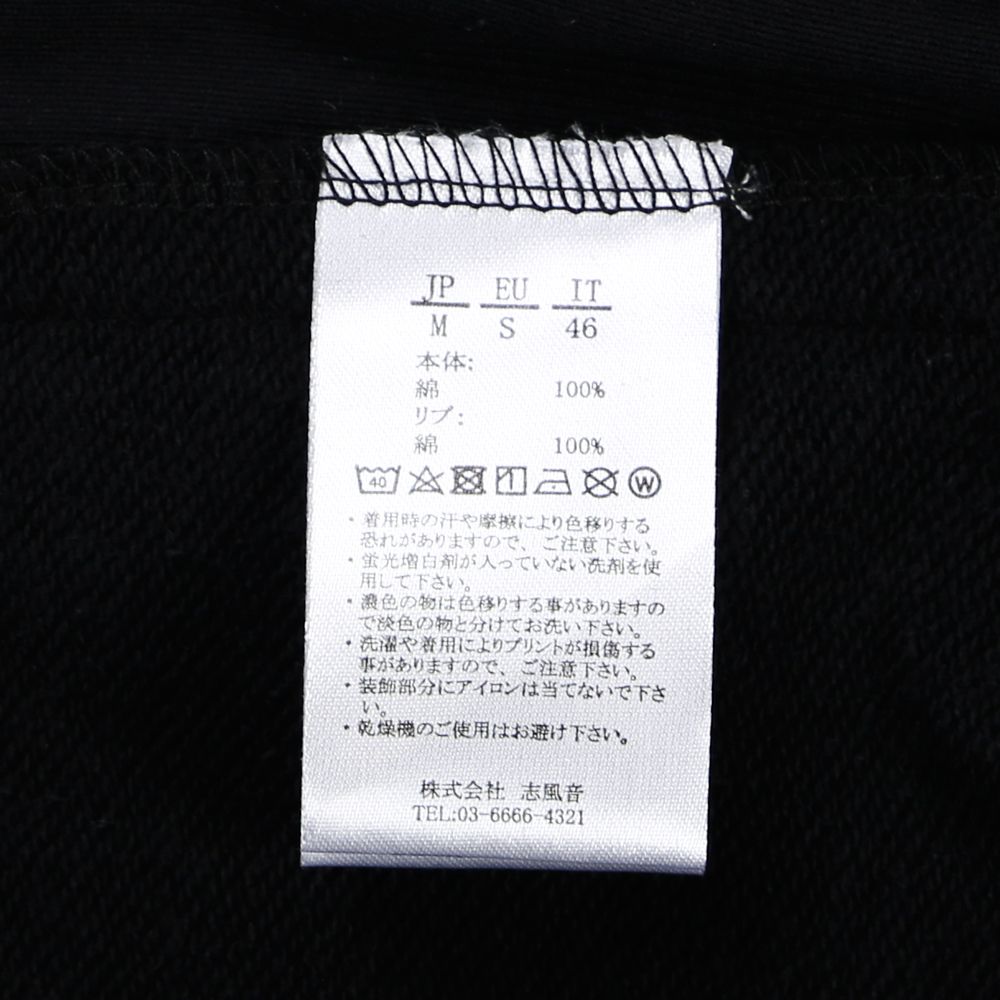 JP EU IT
M S 46
本体:
綿 100%
リブ:
綿 100%
40 W
・着用時の汗や摩擦により色移りする
恐れがありますので、ご注意下さい。
・蛍光増白剤が入っていない洗剤を使
用して下さい。
・濃色の物は色移りする事がありますの
で淡色の物と分けてお洗い下さい。
・洗濯や着用によりプリントが損傷する
事がありますので、ご注意下さい。
・装飾部分にアイロンは当てないで下さ
い。
・乾燥機のご使用はお避け下さい。
株式会社 志風音
TEL:03-6666-4321